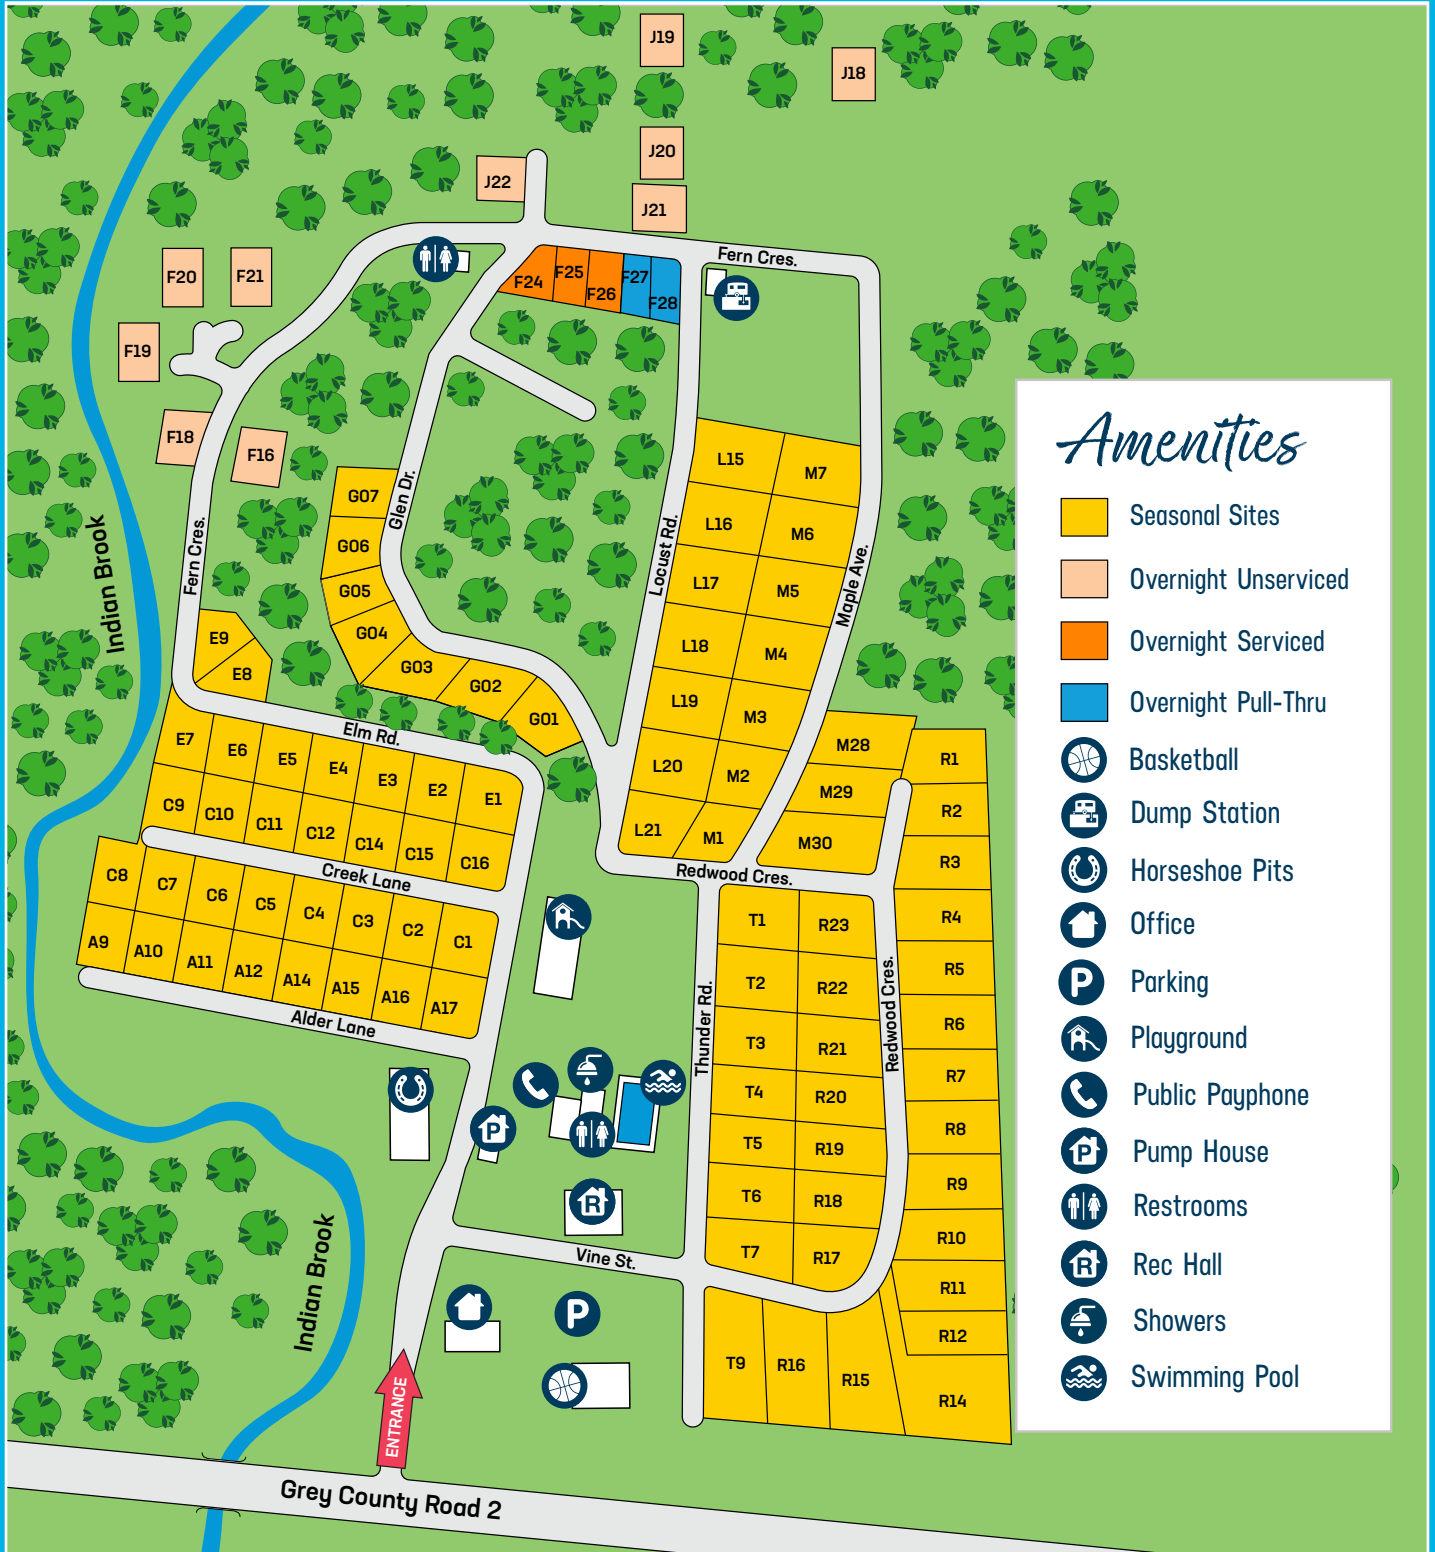 J19
J18
J20
J22
J21
Fern Cres.
F20
F21
F24
F25
F26
F27
F28
F19
F18
F16
G07
Glen Dr.
G06
G05
G04
G03
G02
G01
Fern Cres.
Indian Brook
E9
E8
Elm Rd.
L15
M7
L16
M6
Locust Rd.
L17
M5
Maple Ave.
L18
M4
L19
M3
L20
M2
L21
M1
M28
M29
M30
E7
E6
E5
E4
E3
E2
E1
C9
C10
C11
C12
C14
C15
C16
Creek Lane
C8
C7
C6
C5
C4
C3
C2
C1
A9
A10
A11
A12
A14
A15
A16
A17
Alder Lane
Redwood Cres.
T1
R23
T2
R22
T3
R21
T4
R20
T5
R19
T6
R18
T7
R17
Thunder Rd.
Redwood Cres.
R1
R2
R3
R4
R5
R6
R7
R8
R9
R10
R11
R12
R14
T9
R16
R15
P
R
Vine St.
P
Indian Brook
ENTRANCE
Grey County Road 2
Amenities
Seasonal Sites
Overnight Unserviced
Overnight Serviced
Overnight Pull-Thru
Basketball
Dump Station
Horseshoe Pits
Office
P Parking
Playground
Public Payphone
P Pump House
Restrooms
R Rec Hall
Showers
Swimming Pool